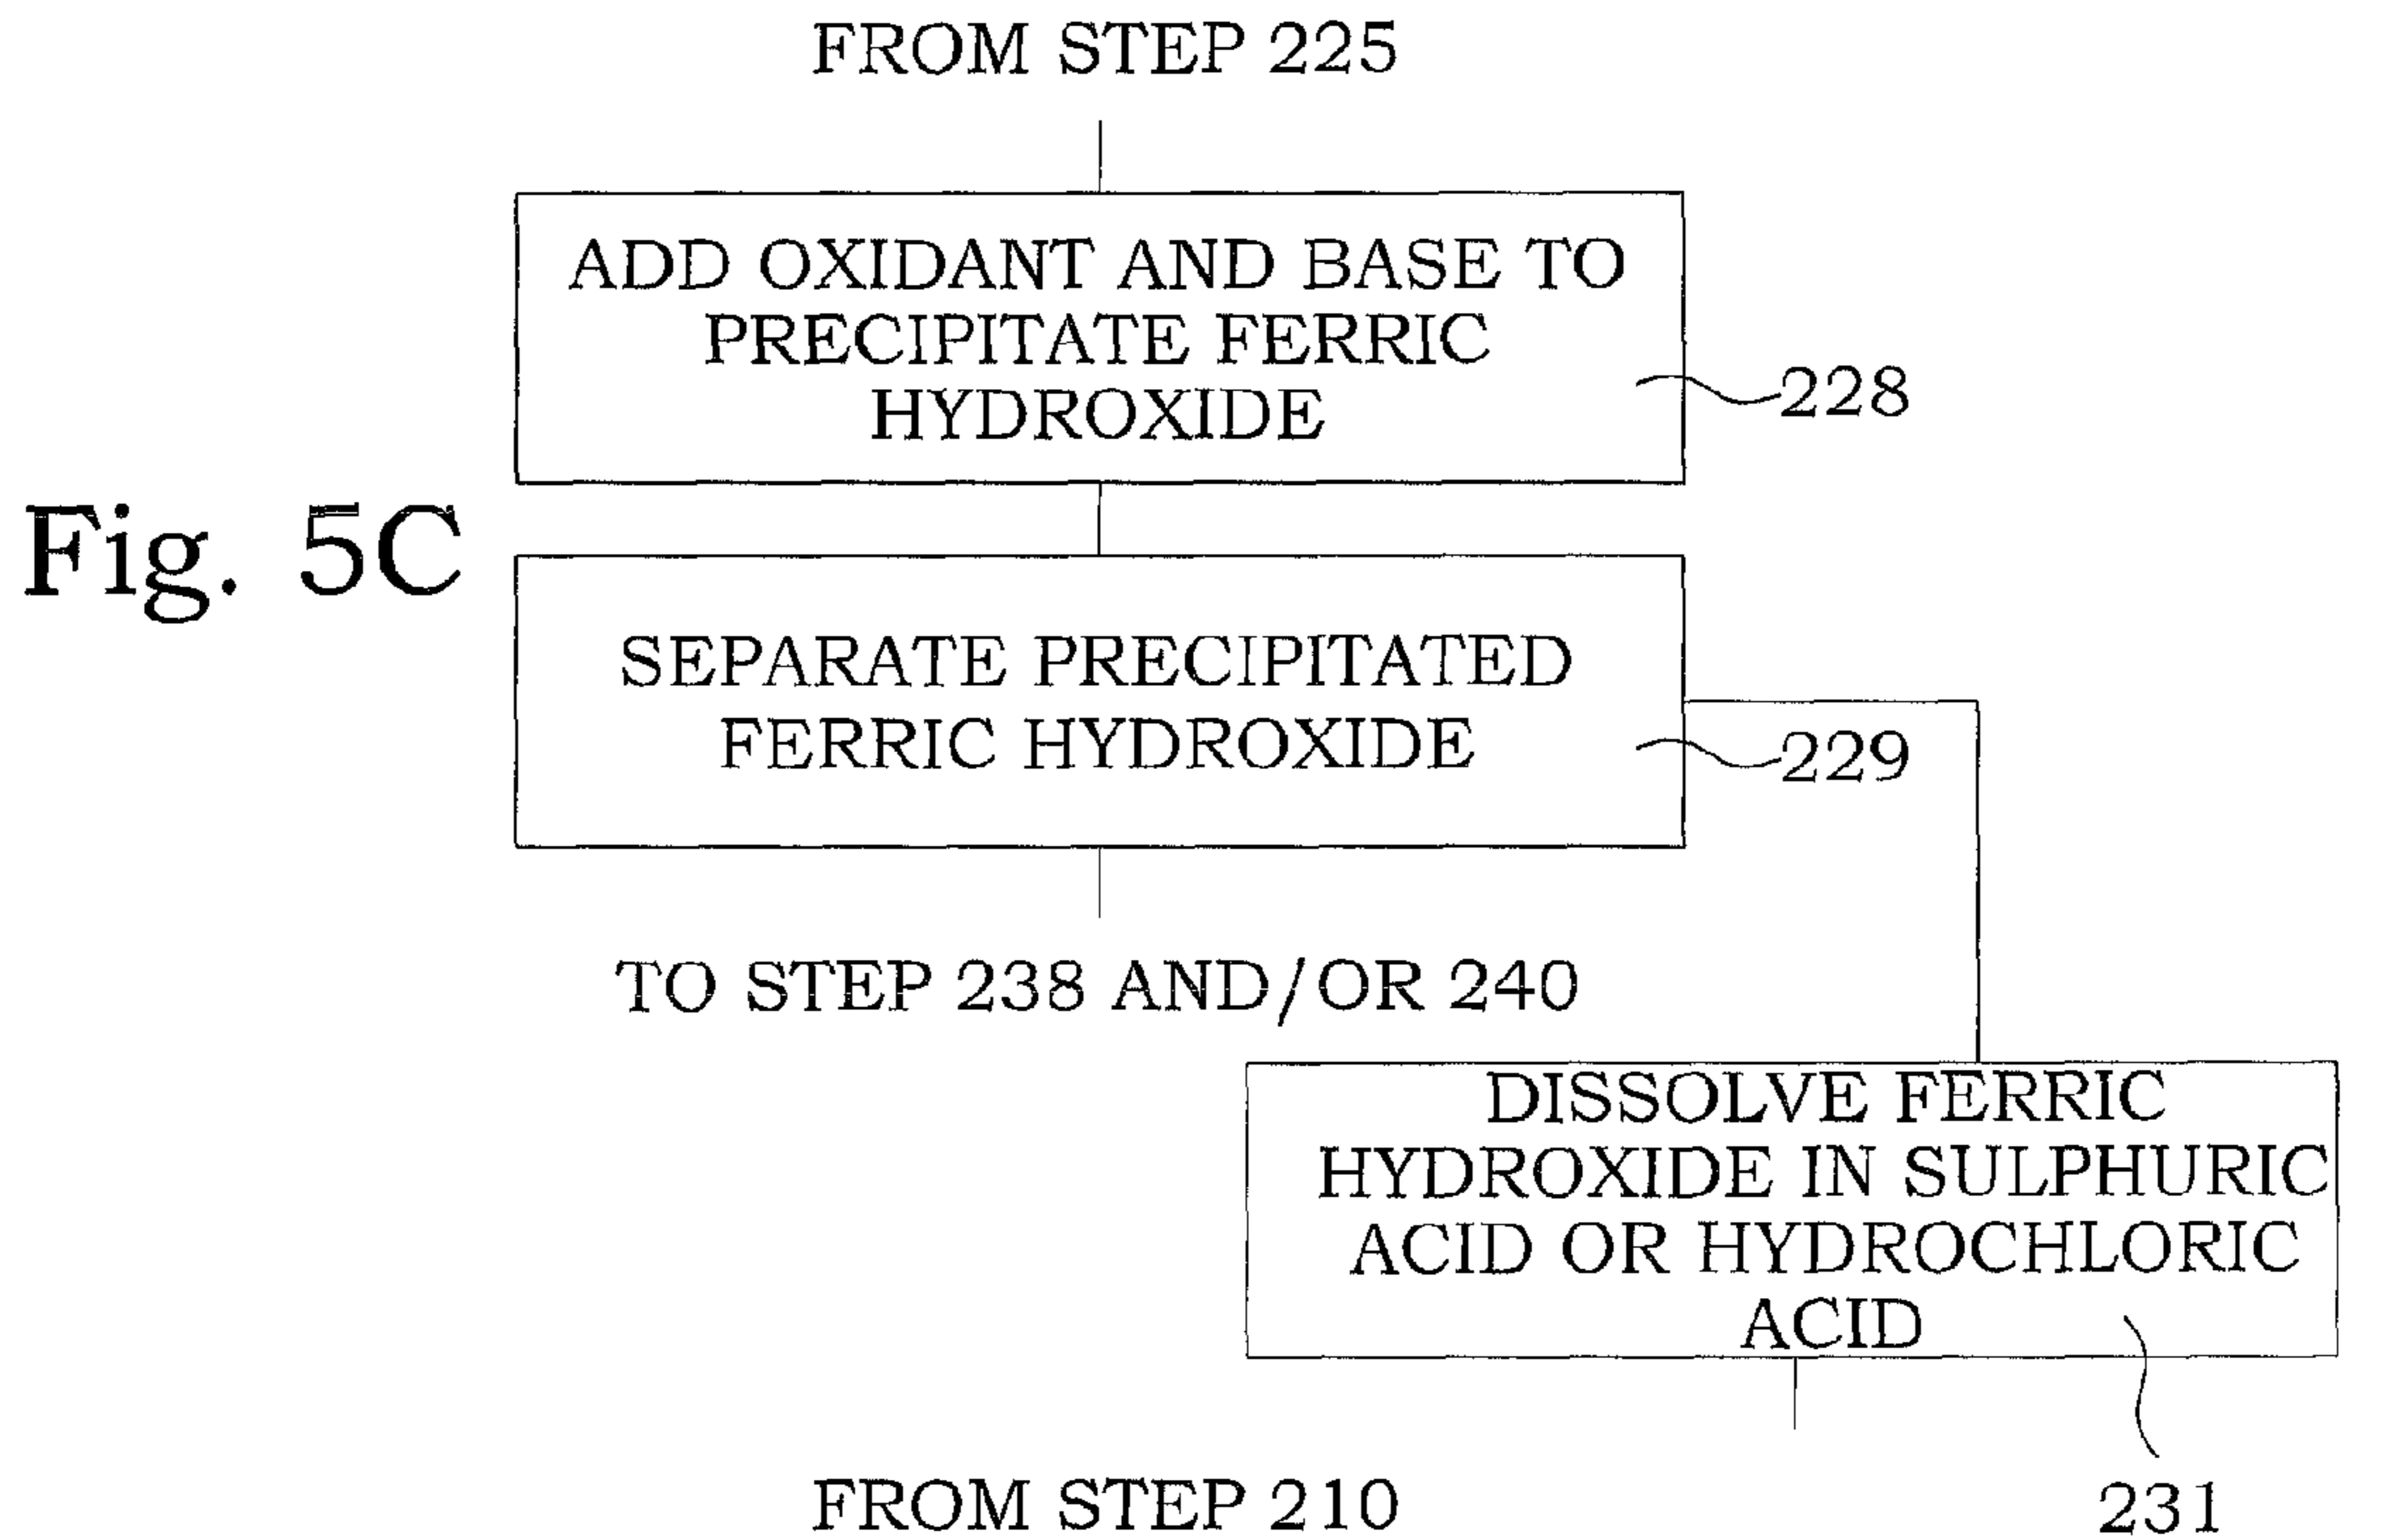 FROM STEP 225
ADD OXIDANT AND BASE TO
PRECIPITATE FERRIC
HYDROXIDE
228
Fig. 5C
SEPARATE PRECIPITATED
FERRIC HYDROXIDE
229
TO STEP 238 AND/OR 240
DISSOLVE FERRIC
HYDROXIDE IN SULPHURIC
ACID OR HYDROCHLORIC
ACID
231
FROM STEP 210